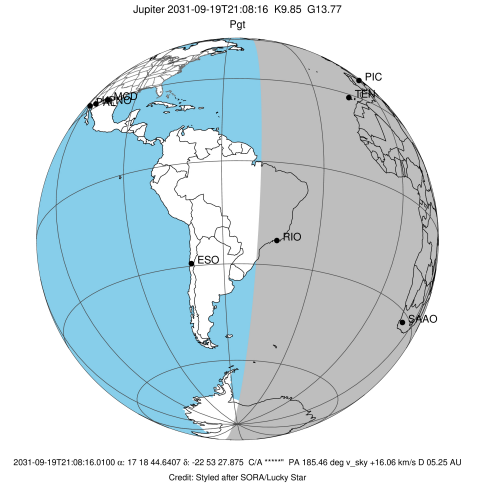 Jupiter 2031-09-19T21:08:16 K9.85 G13.77
Pgt
PIC
TEN
MCD
RIO
ESO
SAAO
2031-09-19T21:08:16.0100 α: 17 18 44.6407 δ: -22 53 27.875 C/A *****" PA 185.46 deg v_sky +16.06 km/s D 05.25 AU
Credit: Styled after SORA/Lucky Star